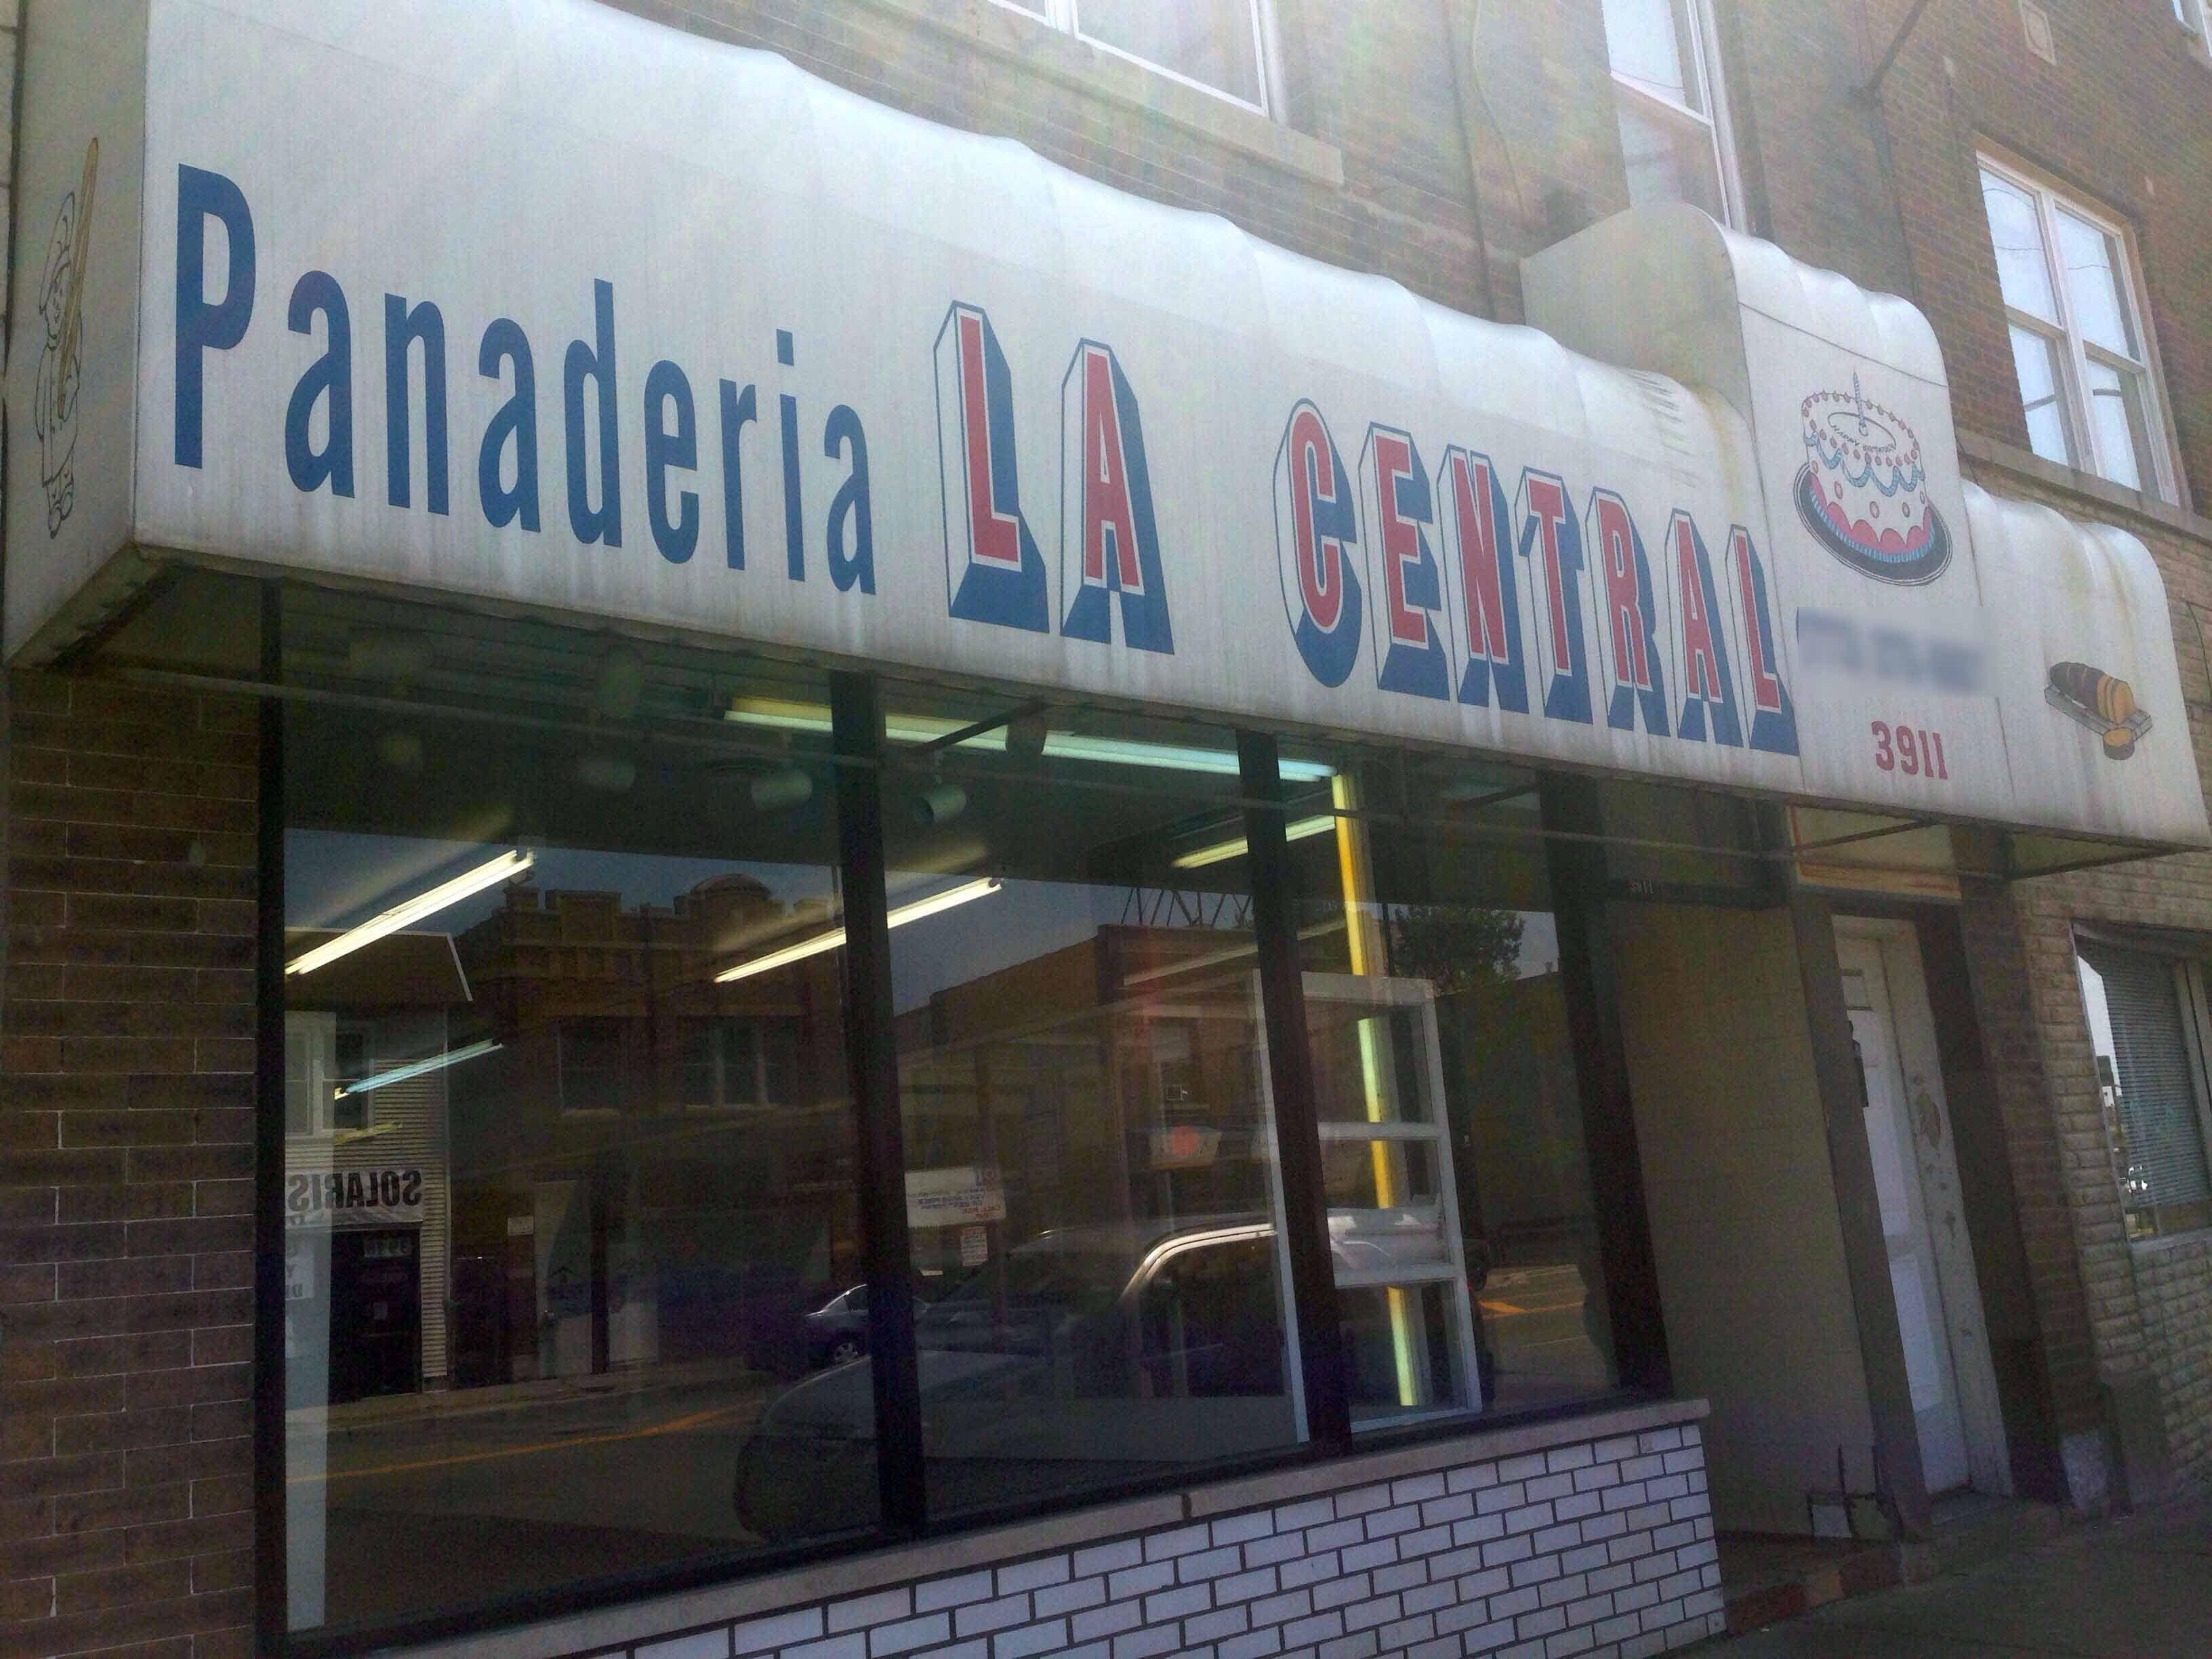 Panaderia LA CENTRAL
3911
SOLARIS